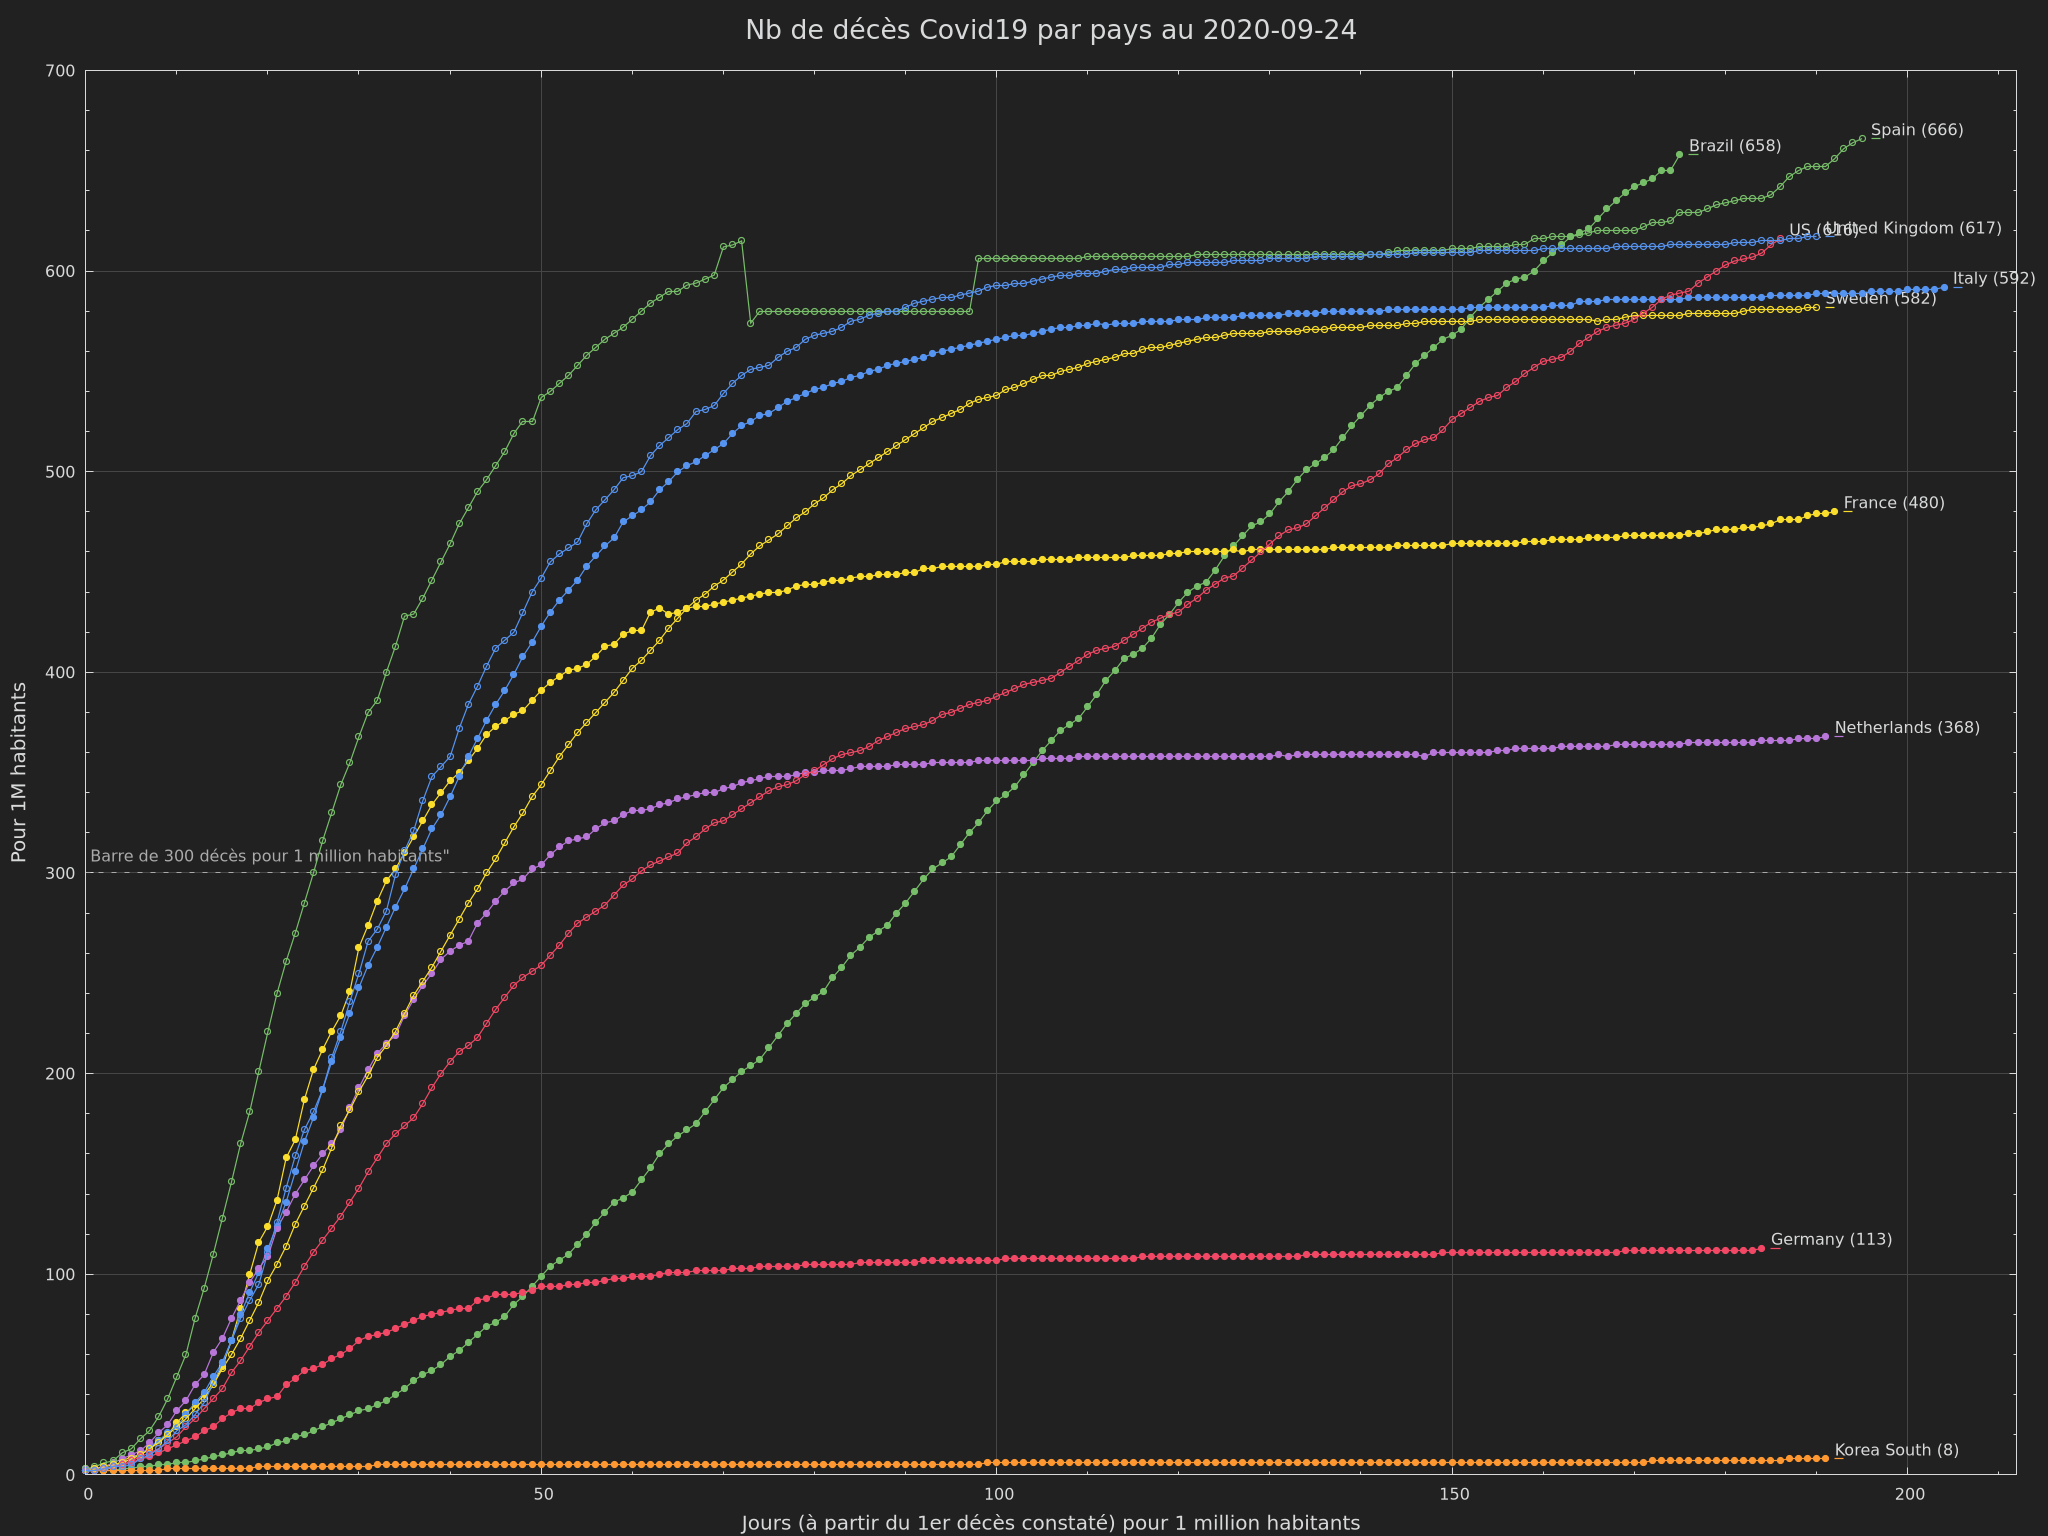 Nb de décès Covid19 par pays au 2020-09-24
700
Spain (666)
Brazil (658)
US (616)
United Kingdom (617)
600
Italy (592)
Sweden (582)
500
France (480)
400
Netherlands (368)
Pour 1M habitants
Barre de 300 décès pour 1 million habitants"
300
200
Germany (113)
100
Korea South (8)
0
0 50 100 150 200
Jours (à partir du 1er décès constaté) pour 1 million habitants